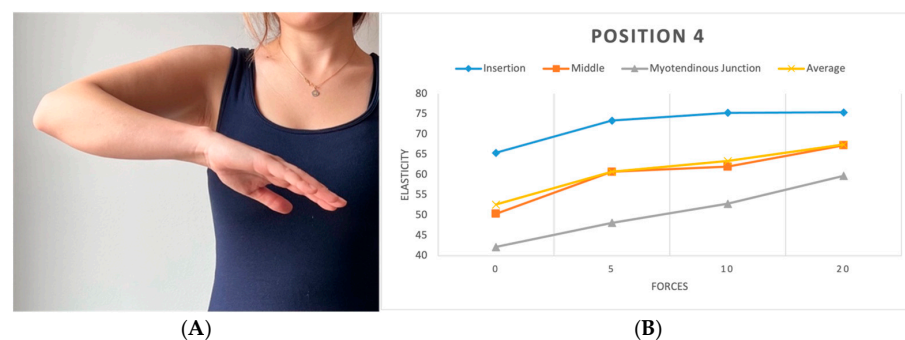 POSITION 4
Insertion Middle Myotendinous Junction Average
80
75
70
65
60
55
50
45
40
ELASTICITY
0 5 10 20
FORCES
(A) (B)